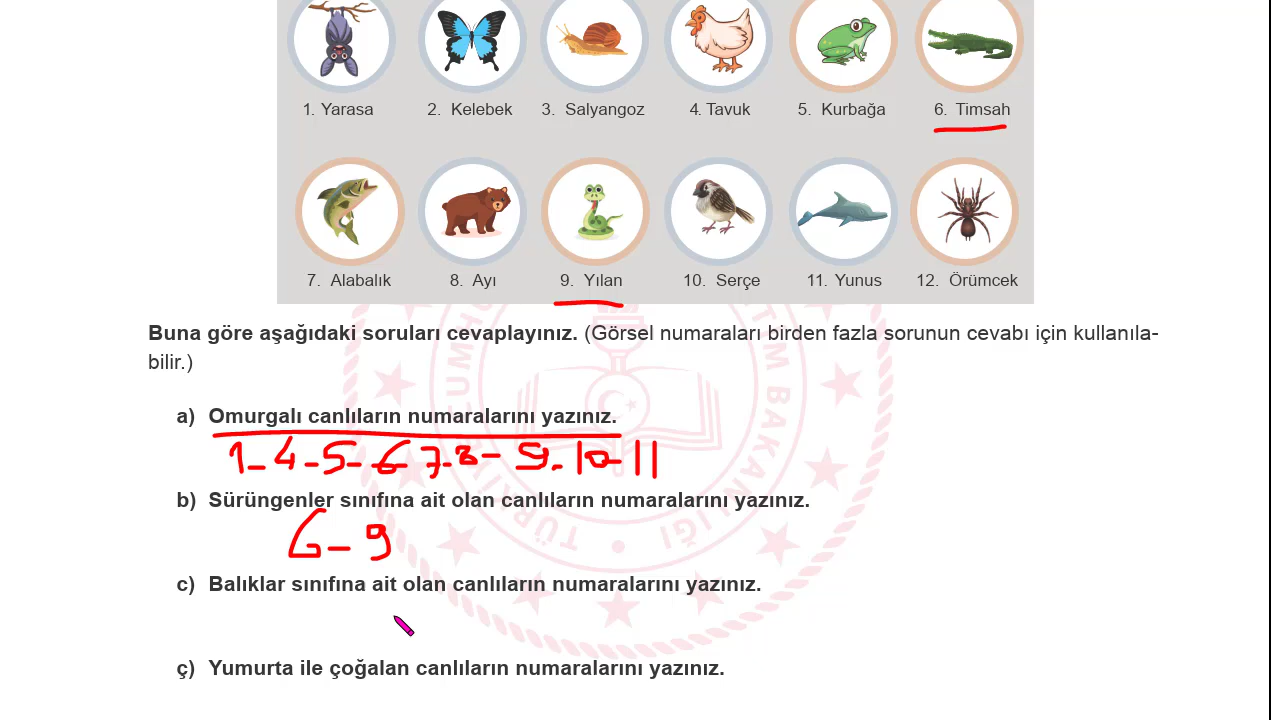 1. Yarasa 2. Kelebek 3. Salyangoz 4. Tavuk 5. Kurbağa 6. Timsah
7. Alabalık 8. Ayı 9. Yılan 10. Serçe 11. Yunus 12. Örümcek
Buna göre aşağıdaki soruları cevaplayınız. (Görsel numaraları birden fazla sorunun cevabı için kullanıla-
bilir.)
a) Omurgalı canlıların numaralarını yazınız.
1-4-5-6-7-8-9-10-11
b) Sürüngenler sınıfına ait olan canlıların numaralarını yazınız.
6-9
c) Balıklar sınıfına ait olan canlıların numaralarını yazınız.
ç) Yumurta ile çoğalan canlıların numaralarını yazınız.